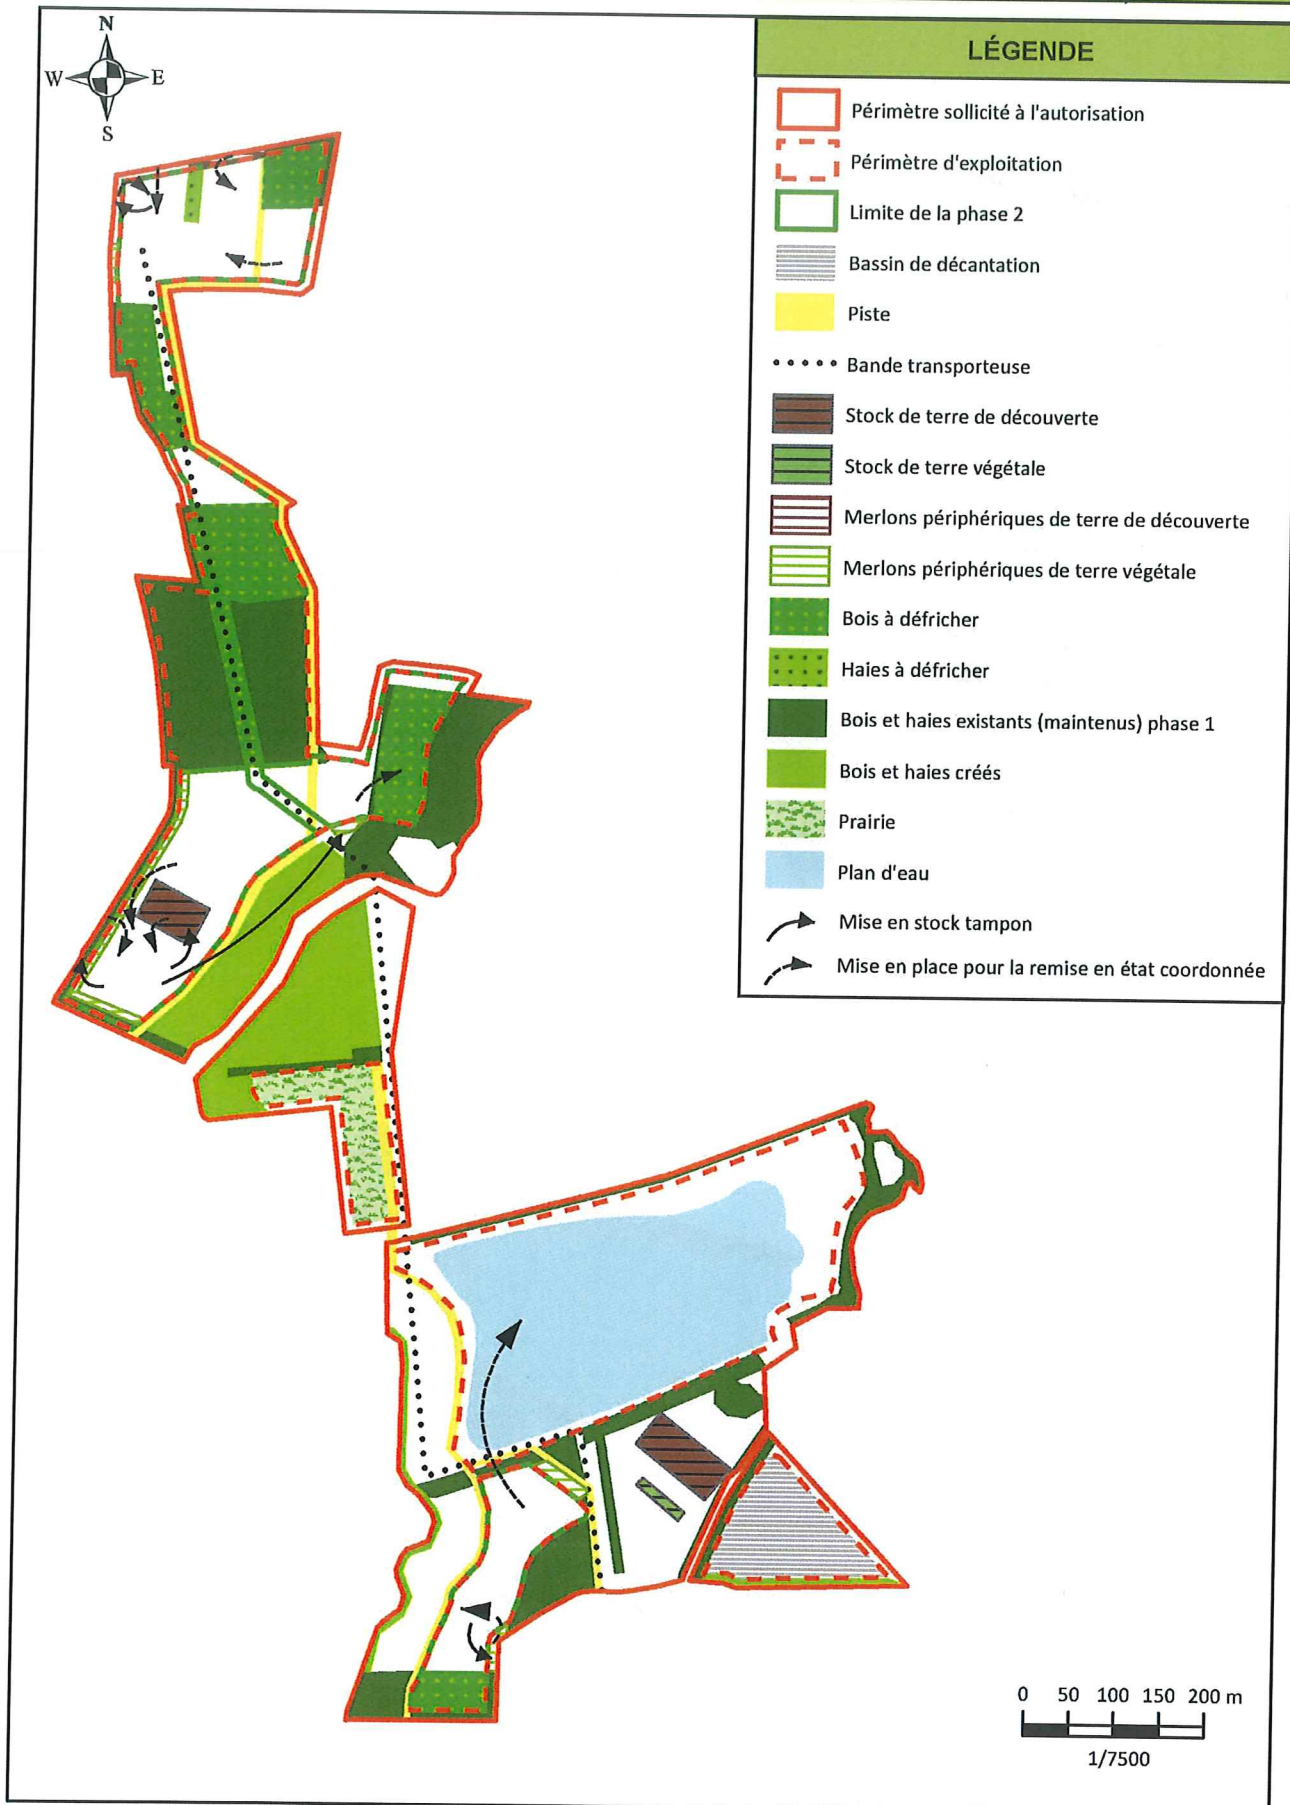 N
W E
S
LÉGENDE
Périmètre sollicité à l'autorisation
Périmètre d'exploitation
Limite de la phase 2
Bassin de décantation
Piste
Bande transporteuse
Stock de terre de découverte
Stock de terre végétale
Merlons périphériques de terre de découverte
Merlons périphériques de terre végétale
Bois à défricher
Haies à défricher
Bois et haies existants (maintenus) phase 1
Bois et haies créés
Prairie
Plan d'eau
Mise en stock tampon
Mise en place pour la remise en état coordonnée
0 50 100 150 200 m
1/7500